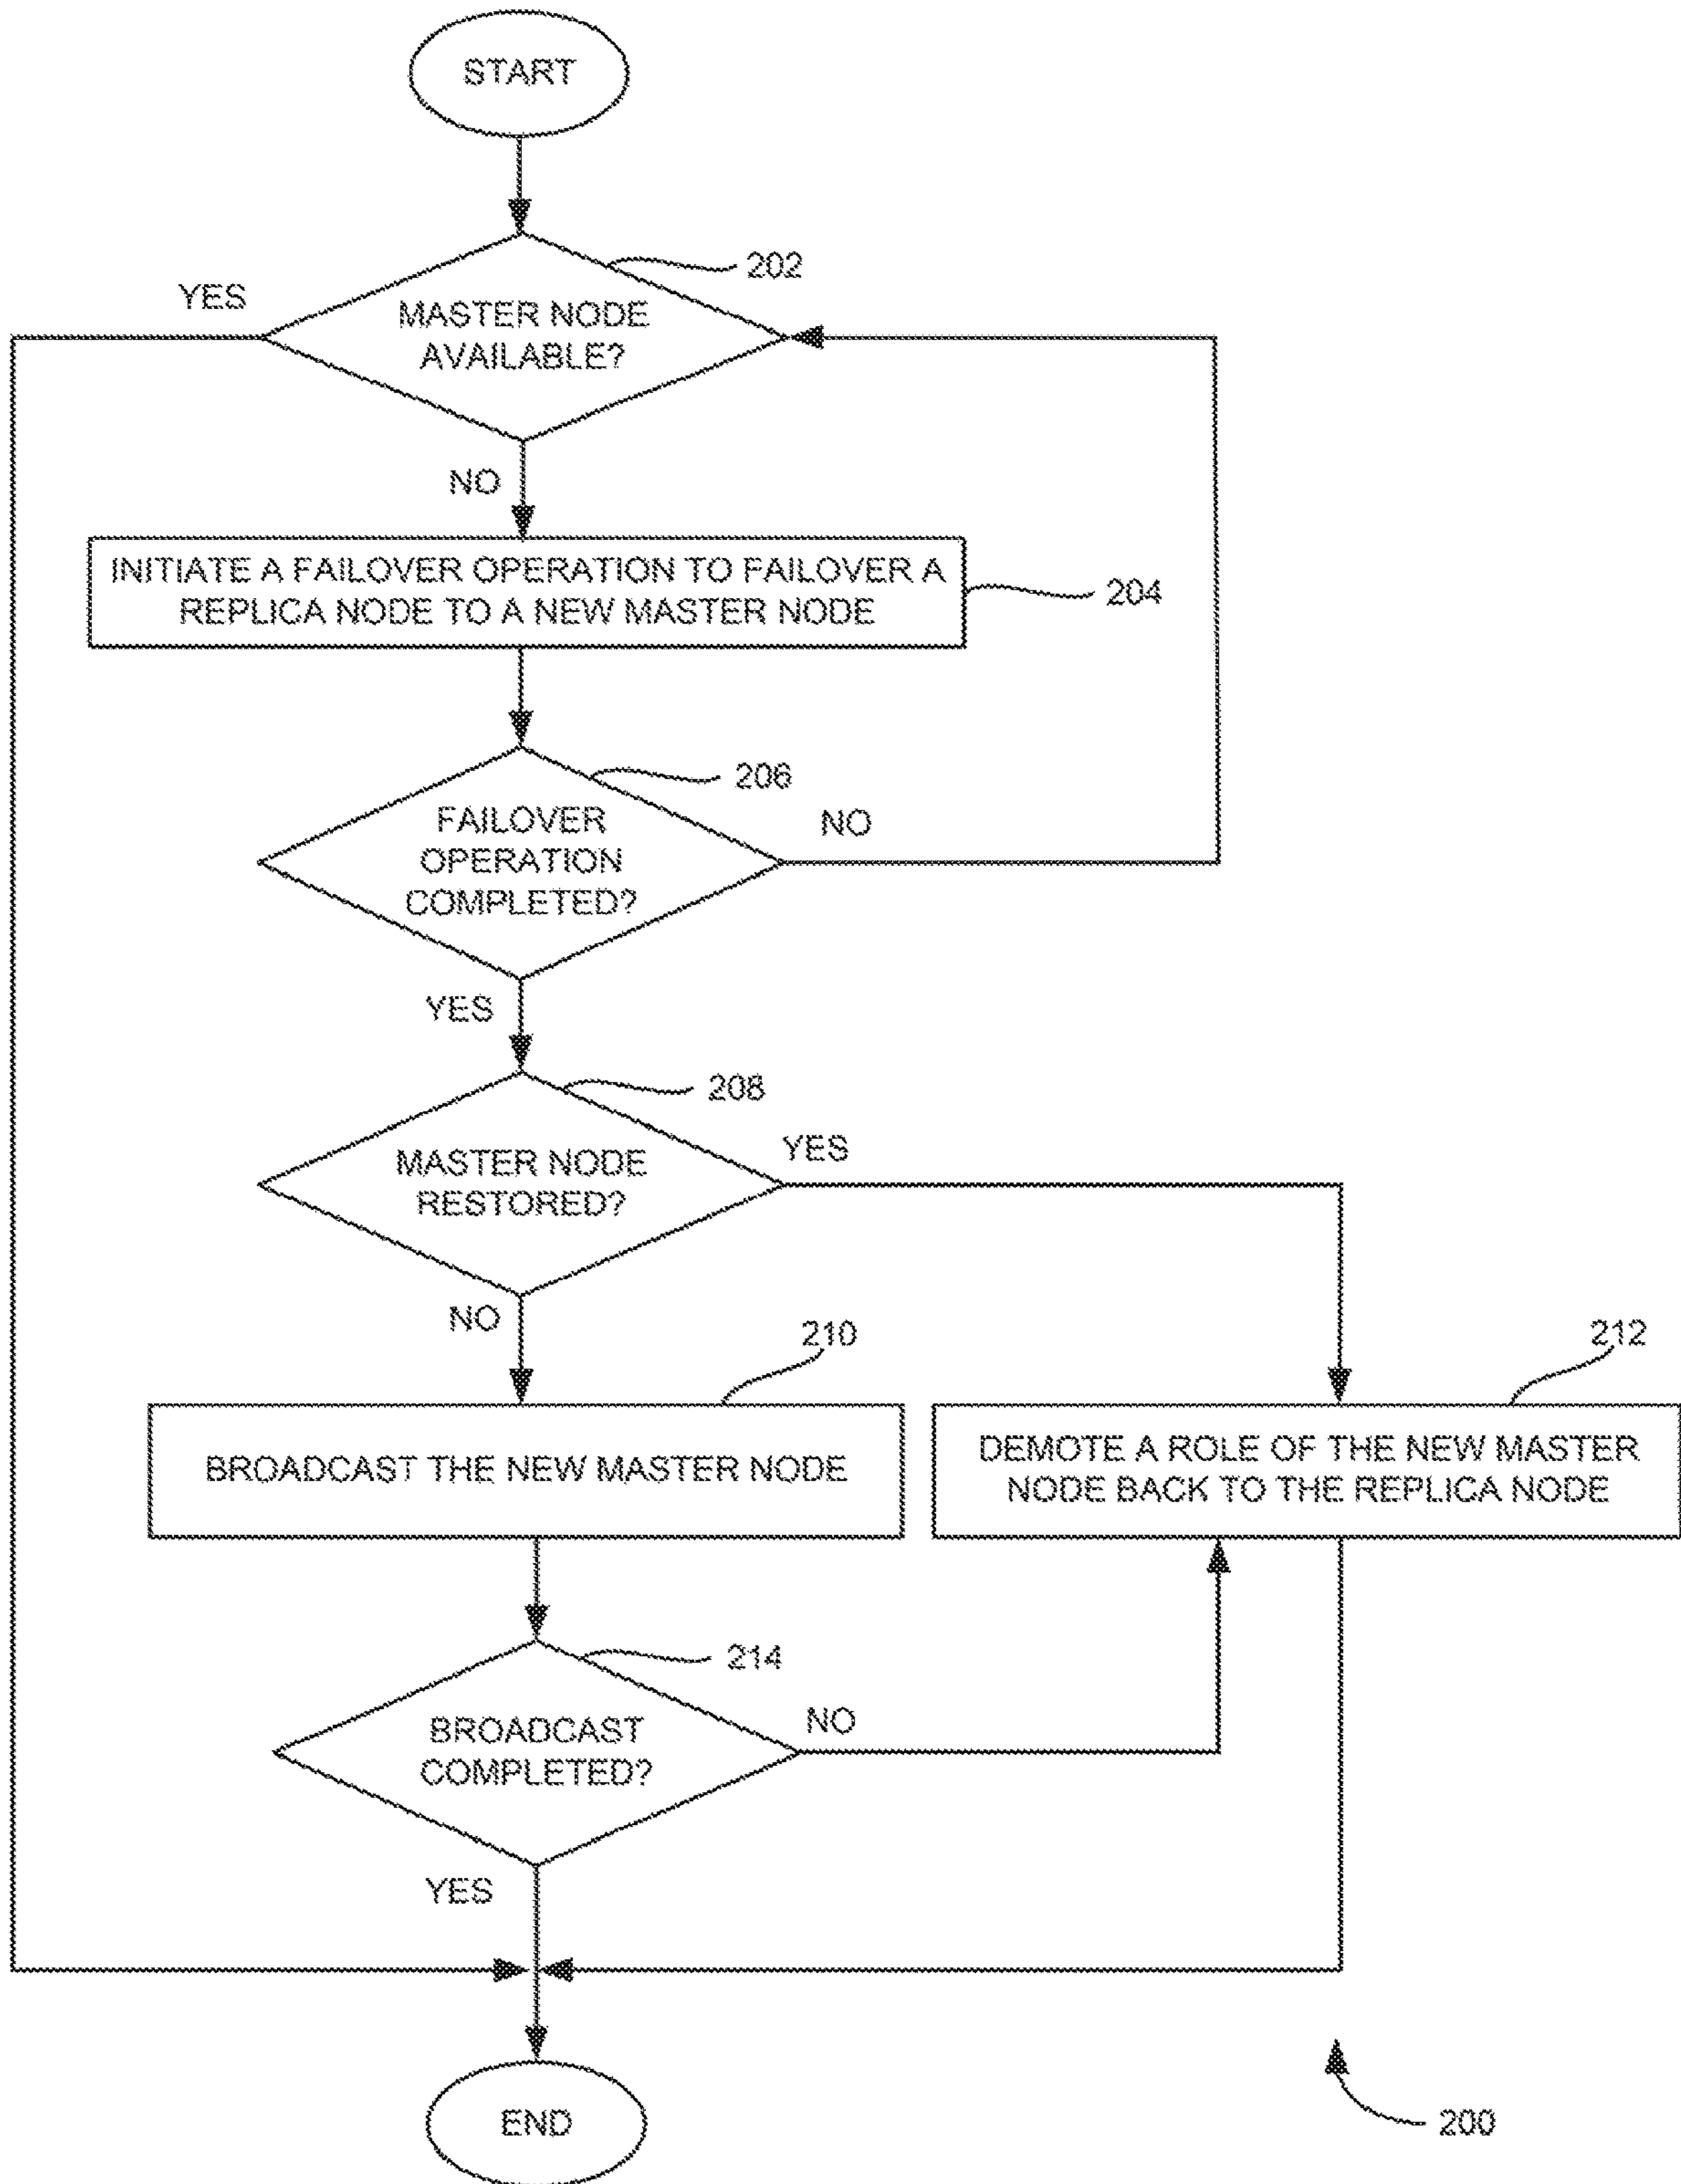 START
202
YES
MASTER NODE
AVAILABLE?
NO
INITIATE A FAILOVER OPERATION TO FAILOVER A
REPLICA NODE TO A NEW MASTER NODE
204
206
FAILOVER
OPERATION
COMPLETED?
NO
YES
208
MASTER NODE
RESTORED?
YES
NO
210
212
BROADCAST THE NEW MASTER NODE
DEMOTE A ROLE OF THE NEW MASTER
NODE BACK TO THE REPLICA NODE
214
BROADCAST
COMPLETED?
NO
YES
END
200